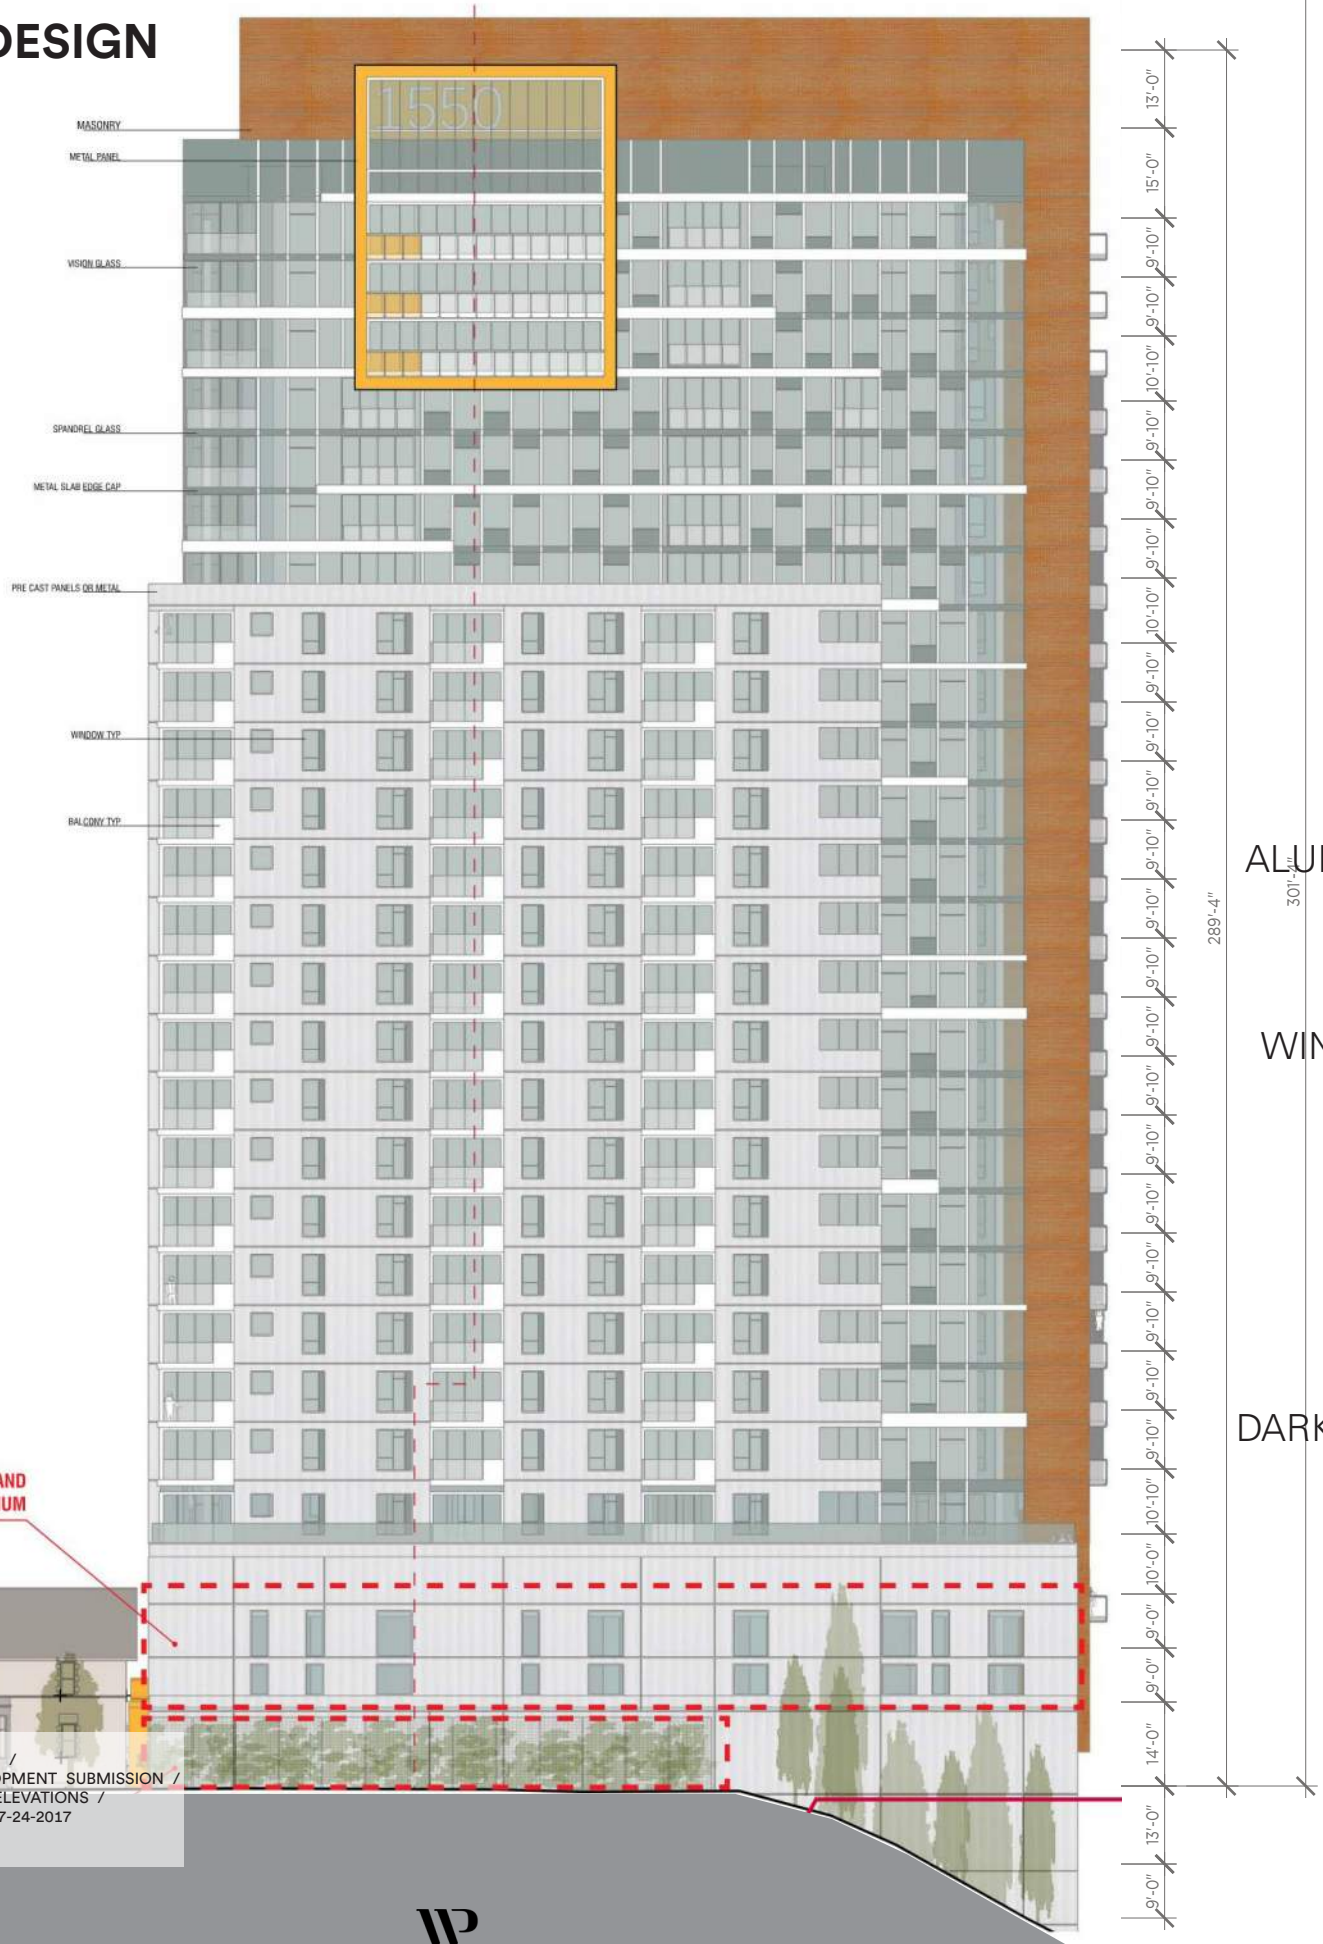 DESIGN
1550
MASONRY
METAL PANEL
VISION GLASS
SPANDREL GLASS
METAL SLAB EDGE CAP
PRE CAST PANELS OR METAL
WINDOW TYP
BALCONY TYP
AND
UM
/
OPMENT SUBMISSION /
ELEVATIONS /
7-24-2017
13'-0"
15'-0"
9'-10"
9'-10"
10'-10"
9'-10"
9'-10"
9'-10"
10'-10"
9'-10"
9'-10"
9'-10"
9'-10"
9'-10"
9'-10"
9'-10"
9'-10"
9'-10"
9'-10"
9'-10"
9'-10"
9'-10"
9'-10"
10'-10"
10'-0"
9'-0"
9'-0"
14'-0"
13'-0"
9'-0"
289'-4"
301'-4"
ALU
WIN
DARK